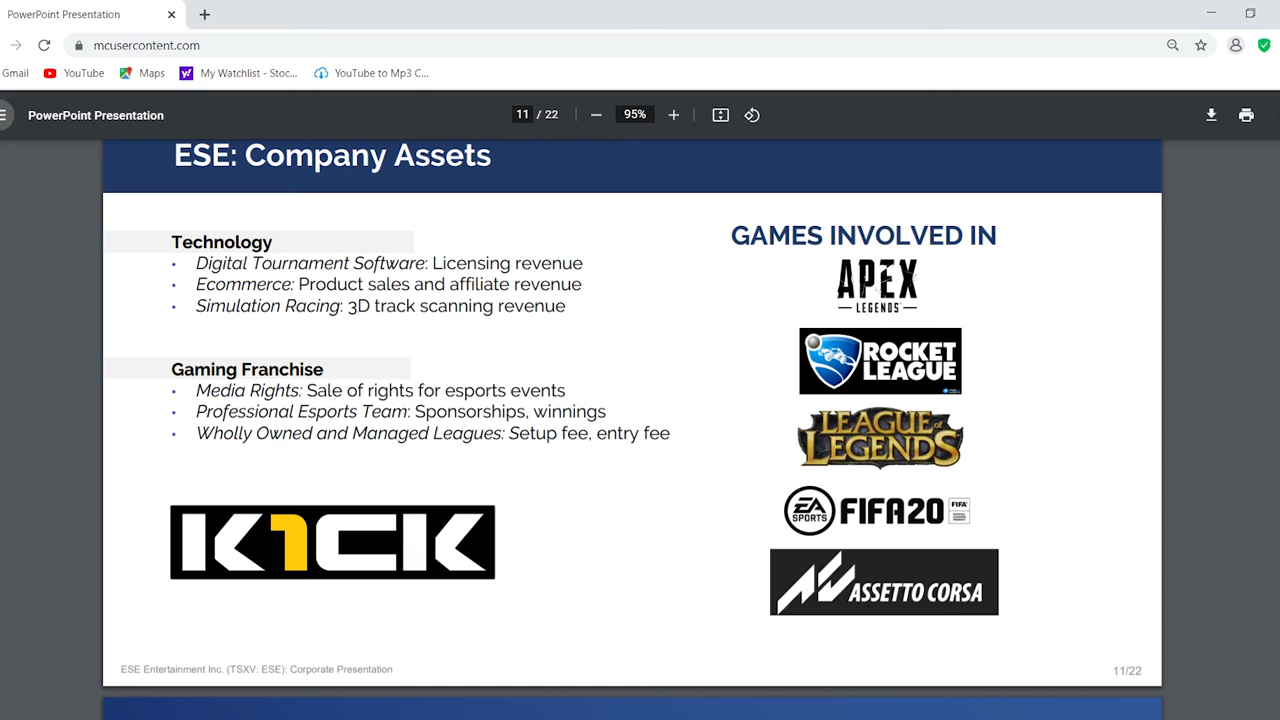 PowerPoint Presentation
mcusercontent.com
Gmail
YouTube
Maps
My Watchlist - Stoc...
YouTube to Mp3 C...
PowerPoint Presentation
11 / 22
95%
ESE: Company Assets
Technology
• Digital Tournament Software: Licensing revenue
• Ecommerce: Product sales and affiliate revenue
• Simulation Racing: 3D track scanning revenue
Gaming Franchise
• Media Rights: Sale of rights for esports events
• Professional Esports Team: Sponsorships, winnings
• Wholly Owned and Managed Leagues: Setup fee, entry fee
K1CK
GAMES INVOLVED IN
APEX
LEGENDS
ROCKET
LEAGUE
LEAGUE of
LEGENDS
EA
SPORTS
FIFA20
FIFA
ASSETTO CORSA
ESE Entertainment Inc. (TSXV: ESE): Corporate Presentation
11/22